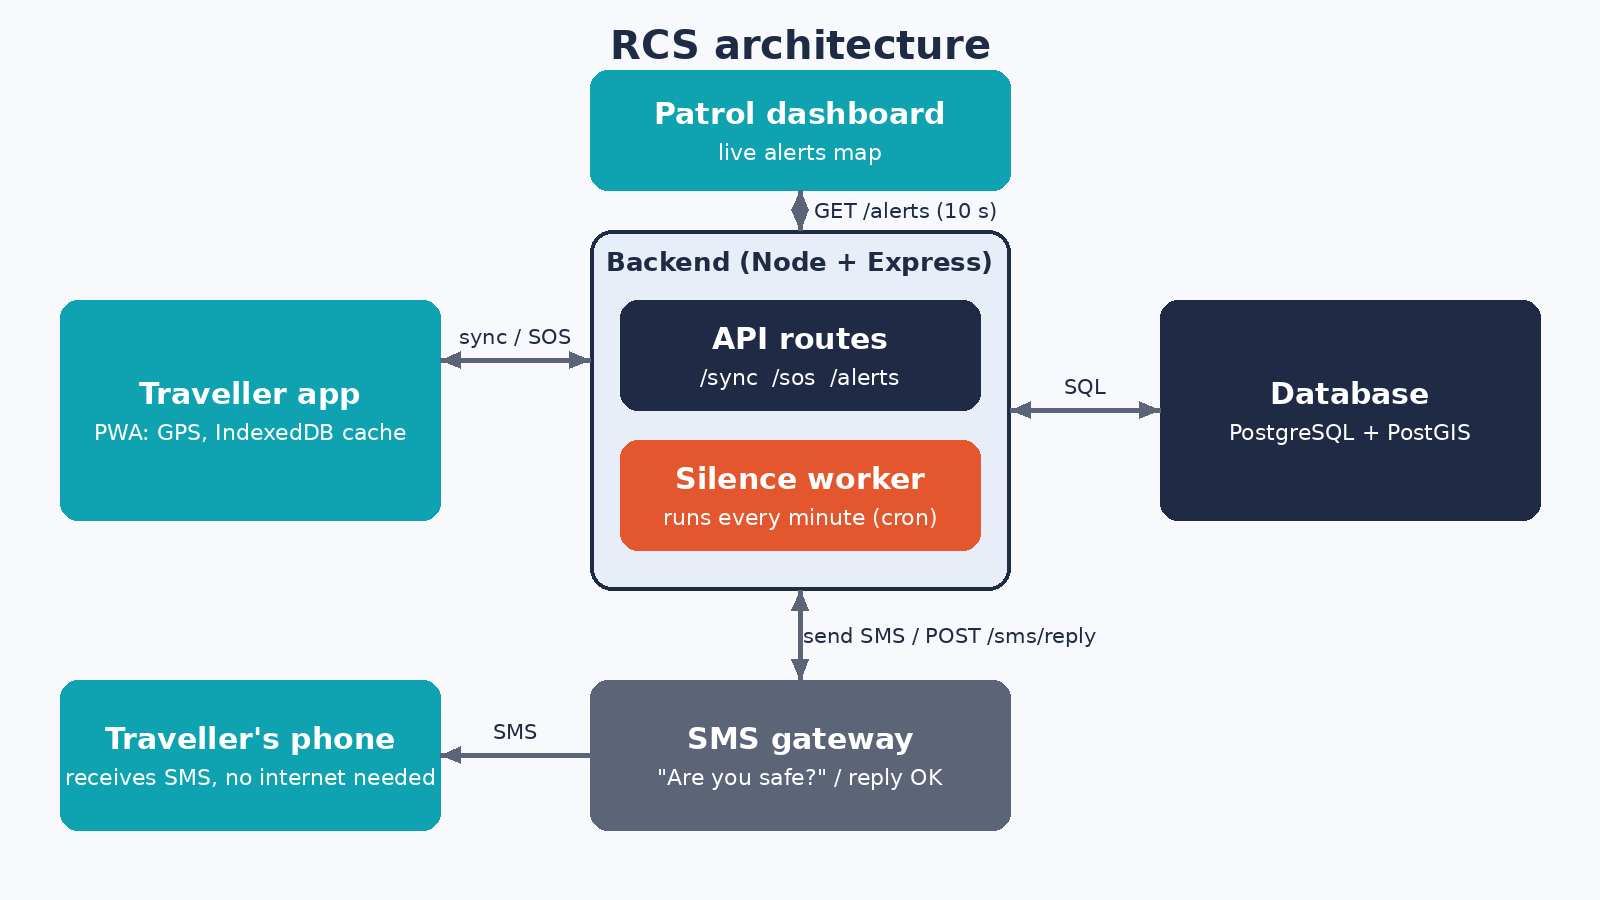 RCS architecture
Patrol dashboard
live alerts map
GET /alerts (10 s)
Backend (Node + Express)
API routes
/sync  /sos  /alerts
Silence worker
runs every minute (cron)
sync / SOS
Traveller app
PWA: GPS, IndexedDB cache
SQL
Database
PostgreSQL + PostGIS
send SMS / POST /sms/reply
Traveller's phone
receives SMS, no internet needed
SMS
SMS gateway
"Are you safe?" / reply OK